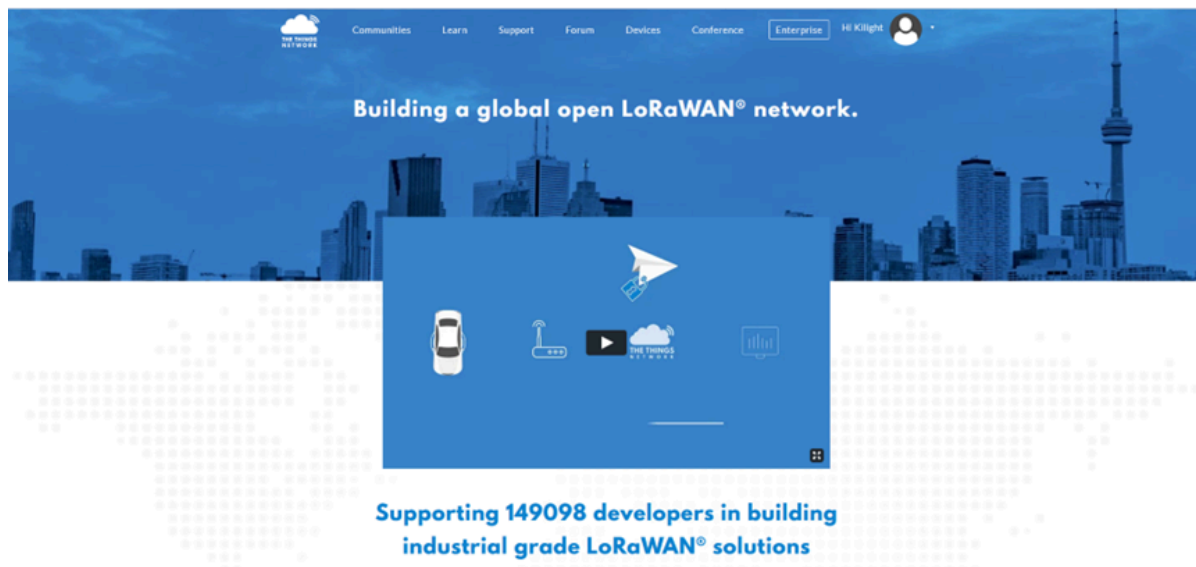 THE THINGS
NETWORK
Communities Learn Support Forum Devices Conference Enterprise Hi Kilight
Building a global open LoRaWAN® network.
THE THINGS
NETWORK
Supporting 149098 developers in building
industrial grade LoRaWAN® solutions